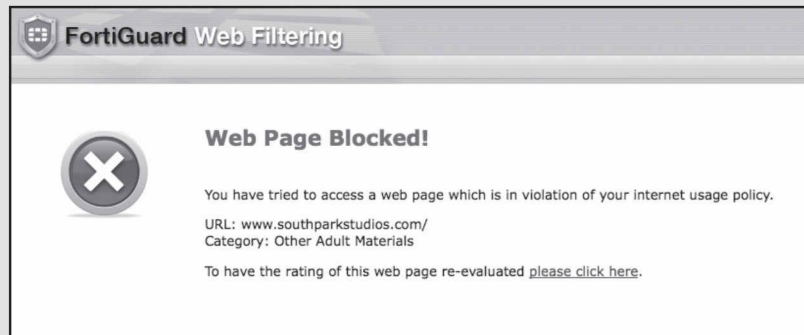 FortiGuard Web Filtering
Web Page Blocked!
You have tried to access a web page which is in violation of your internet usage policy.
URL: www.southparkstudios.com/
Category: Other Adult Materials
To have the rating of this web page re-evaluated please click here.